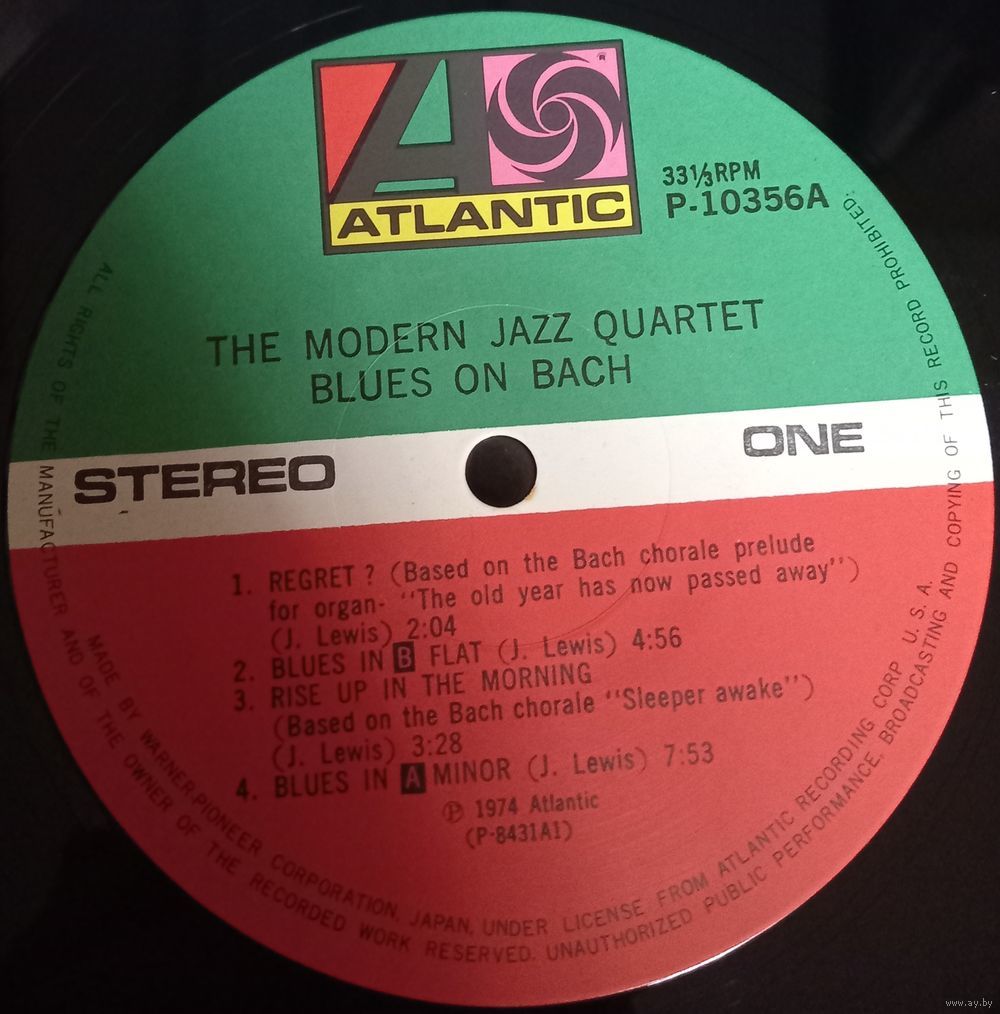 ATLANTIC
®
33⅓RPM
P-10356A
THE MODERN JAZZ QUARTET
BLUES ON BACH
STEREO
ONE
1. REGRET ? (Based on the Bach chorale prelude
for organ- “The old year has now passed away”)
(J. Lewis) 2:04
2. BLUES IN B FLAT (J. Lewis) 4:56
3. RISE UP IN THE MORNING
(Based on the Bach chorale “Sleeper awake”)
(J. Lewis) 3:28
4. BLUES IN A MINOR (J. Lewis) 7:53
℗ 1974 Atlantic
(P-8431A1)
MADE BY WARNER-PIONEER CORPORATION, JAPAN, UNDER LICENSE FROM ATLANTIC RECORDING CORP U. S. A.
ALL RIGHTS OF THE MANUFACTURER AND OF THE OWNER OF THE RECORDED WORK RESERVED. UNAUTHORIZED PUBLIC PERFORMANCE, BROADCASTING AND COPYING OF THIS RECORD PROHIBITED.
www.ay.by